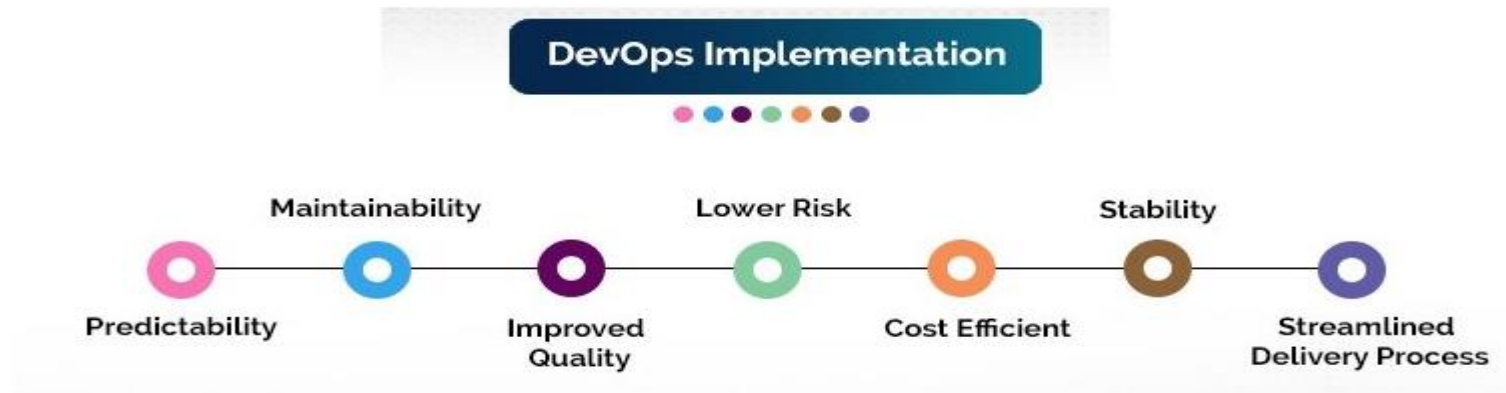 DevOps Implementation
Maintainability
Lower Risk
Stability
Predictability
Improved
Quality
Cost Efficient
Streamlined
Delivery Process